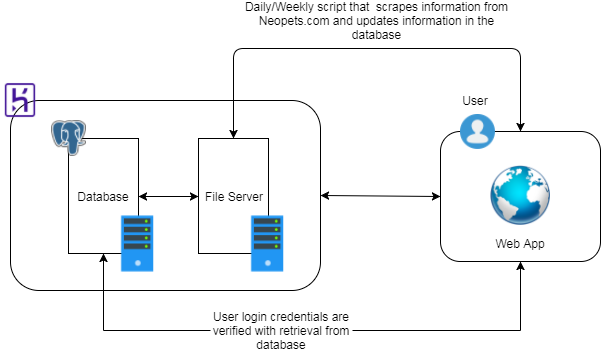 Daily/Weekly script that scrapes information from
Neopets.com and updates information in the
database
User
Database
File Server
Web App
User login credentials are
verified with retrieval from
database